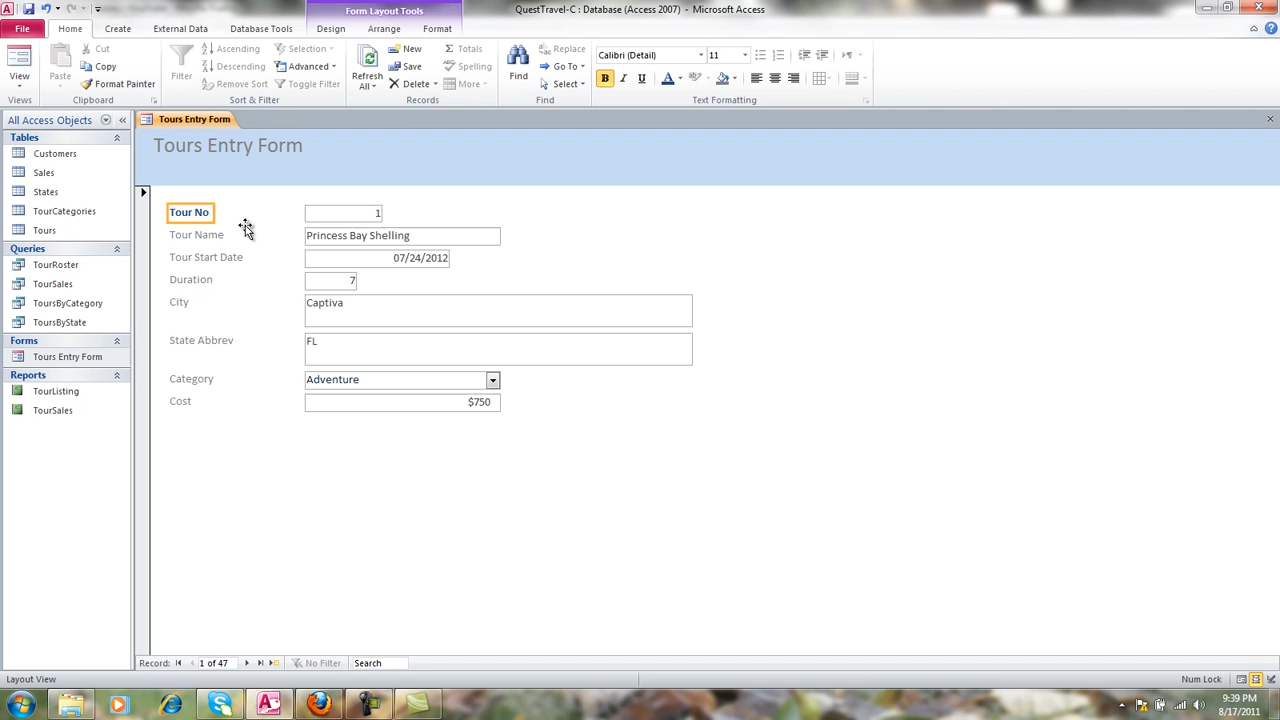 Form Layout Tools
QuestTravel-C : Database (Access 2007) - Microsoft Access
File Home Create External Data Database Tools Design Arrange Format
View
Views
Paste
Cut
Copy
Format Painter
Clipboard
Filter
Ascending
Descending
Remove Sort
Selection
Advanced
Toggle Filter
Sort & Filter
Refresh
All
New
Save
Delete
Totals
Spelling
More
Records
Find
Replace
Go To
Select
Find
Calibri (Detail) 11
B I U A
Text Formatting
All Access Objects
Tables
Customers
Sales
States
TourCategories
Tours
Queries
TourRoster
TourSales
ToursByCategory
ToursByState
Forms
Tours Entry Form
Reports
TourListing
TourSales
Tours Entry Form
Tours Entry Form
Tour No 1
Tour Name Princess Bay Shelling
Tour Start Date 07/24/2012
Duration 7
City Captiva
State Abbrev FL
Category Adventure
Cost $750
Record: 1 of 47 No Filter Search
Layout View Num Lock
9:39 PM
8/17/2011